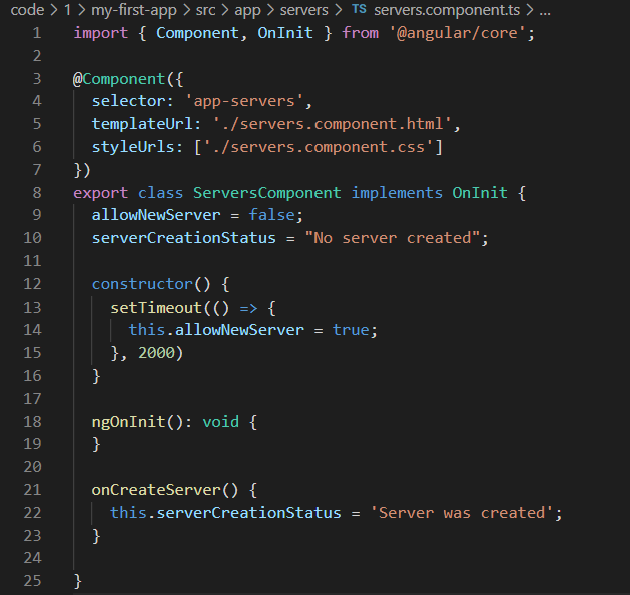 code > 1 > my-first-app > src > app > servers > TS servers.component.ts > ...
1 import { Component, OnInit } from '@angular/core';
2
3 @Component({
4   selector: 'app-servers',
5   templateUrl: './servers.component.html',
6   styleUrls: ['./servers.component.css']
7 })
8 export class ServersComponent implements OnInit {
9   allowNewServer = false;
10   serverCreationStatus = "No server created";
11
12   constructor() {
13     setTimeout(() => {
14       this.allowNewServer = true;
15     }, 2000)
16   }
17
18   ngOnInit(): void {
19   }
20
21   onCreateServer() {
22     this.serverCreationStatus = 'Server was created';
23   }
24
25 }